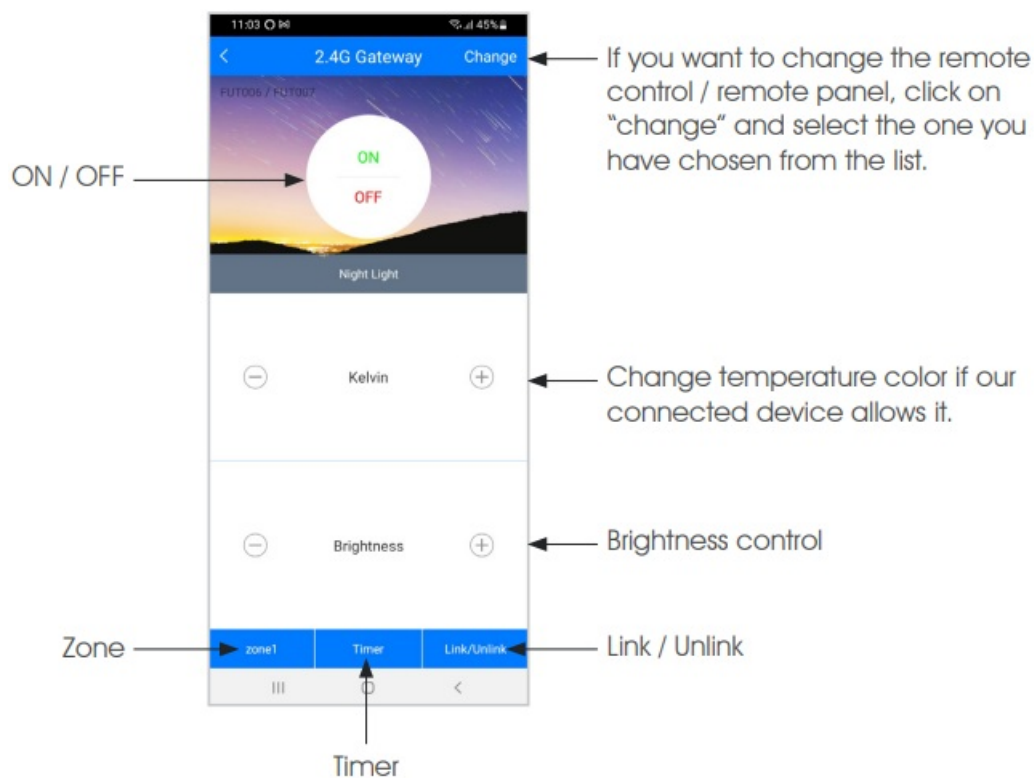 11:03 45%
2.4G Gateway Change
If you want to change the remote
control / remote panel, click on
"change" and select the one you
have chosen from the list.
FUT006 / FUT007
ON / OFF
ON
OFF
Night Light
Kelvin
Change temperature color if our
connected device allows it.
Brightness
Brightness control
Zone
zone1 Timer Link/Unlink
Link / Unlink
Timer